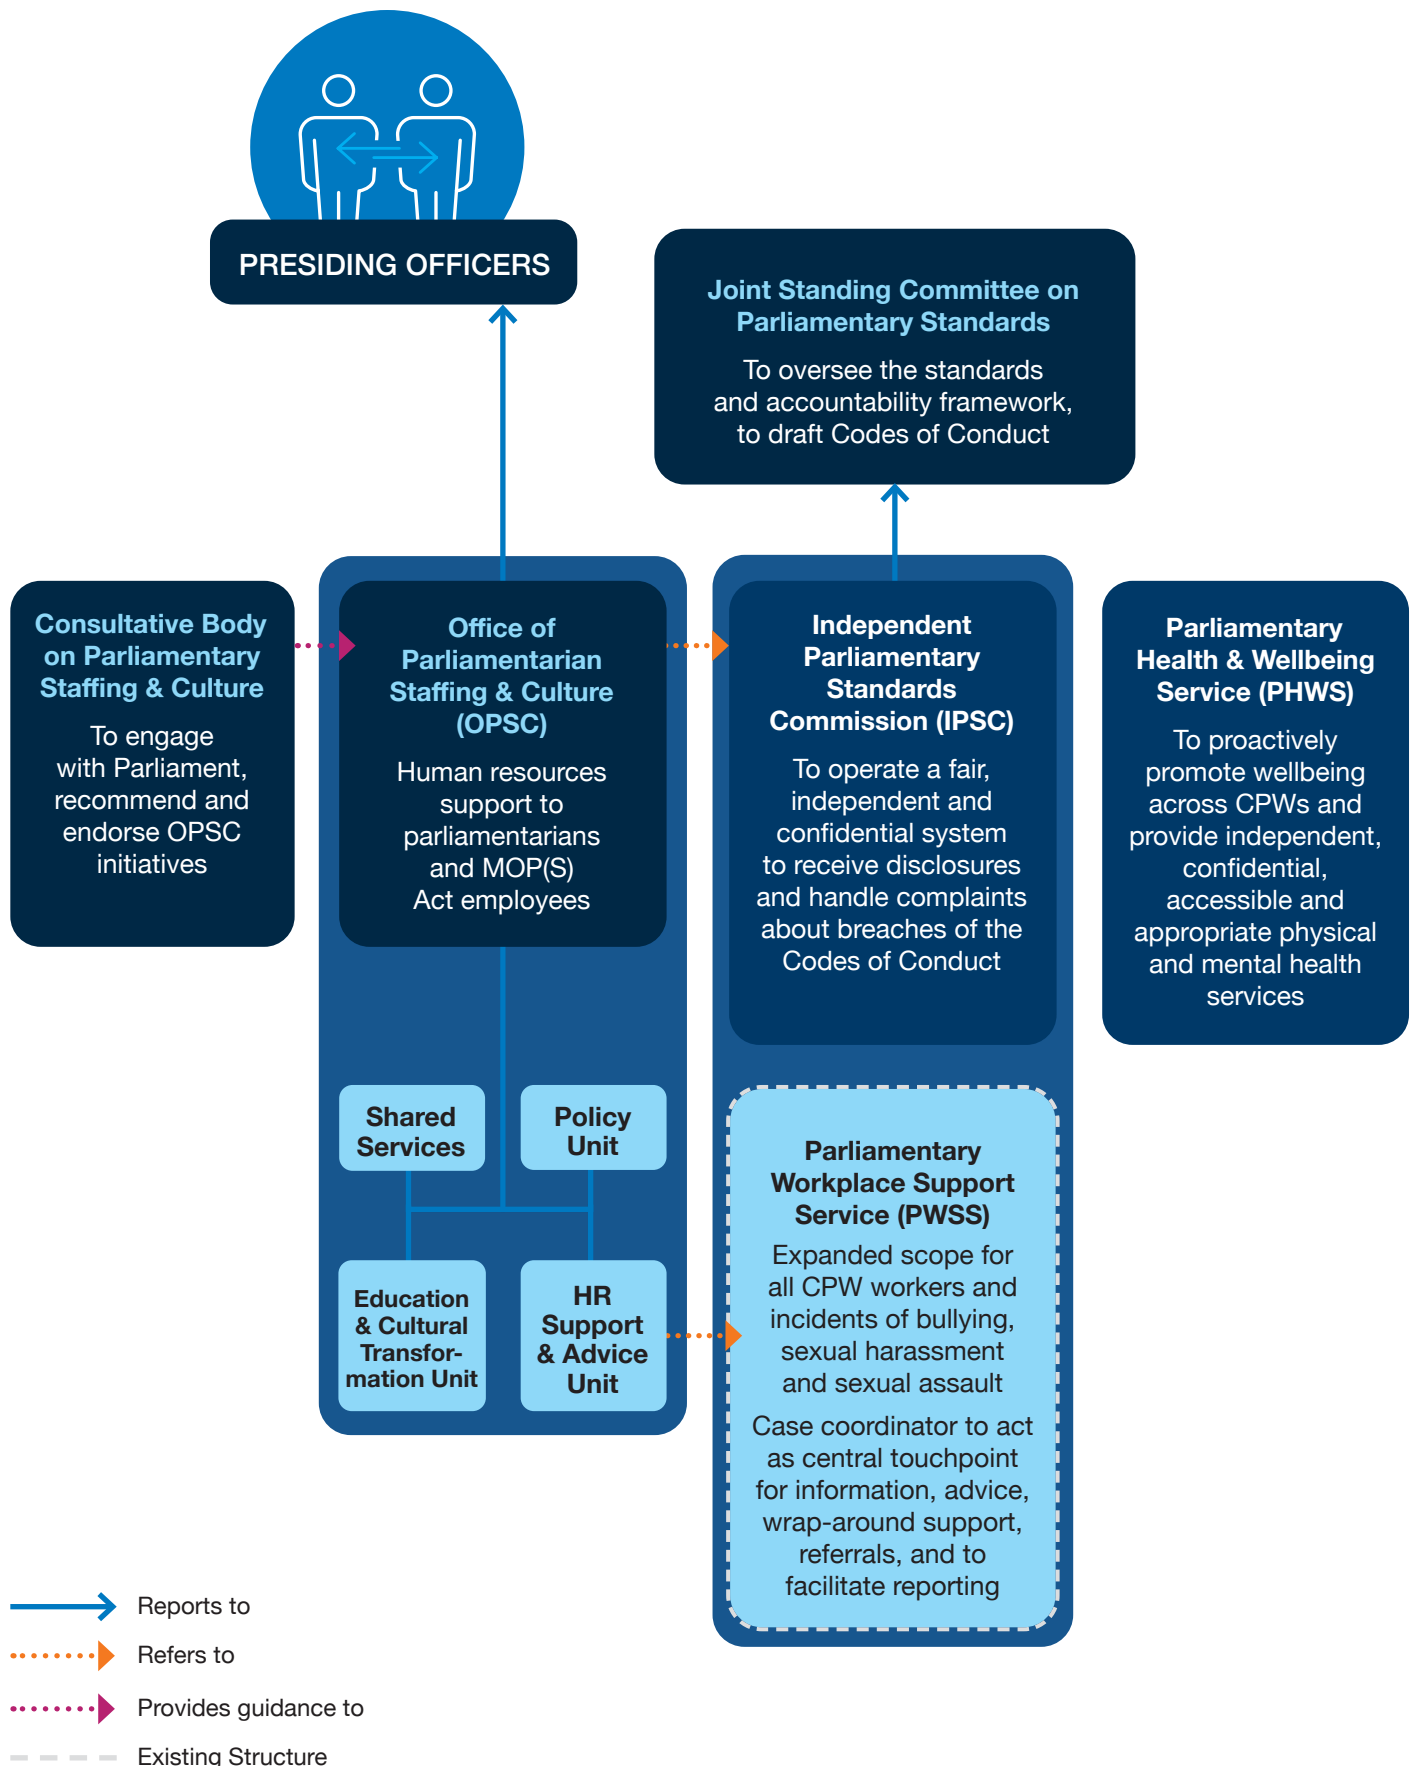 PRESIDING OFFICERS
Joint Standing Committee on
Parliamentary Standards
To oversee the standards
and accountability framework,
to draft Codes of Conduct
Consultative Body
on Parliamentary
Staffing & Culture
To engage
with Parliament,
recommend and
endorse OPSC
initiatives
Office of
Parliamentarian
Staffing & Culture
(OPSC)
Human resources
support to
parliamentarians
and MOP(S)
Act employees
Independent
Parliamentary
Standards
Commission (IPSC)
To operate a fair,
independent and
confidential system
to receive disclosures
and handle complaints
about breaches of the
Codes of Conduct
Parliamentary
Health & Wellbeing
Service (PHWS)
To proactively
promote wellbeing
across CPWs and
provide independent,
confidential,
accessible and
appropriate physical
and mental health
services
Shared
Services
Policy
Unit
Education
& Cultural
Transfor-
mation Unit
HR
Support
& Advice
Unit
Parliamentary
Workplace Support
Service (PWSS)
Expanded scope for
all CPW workers and
incidents of bullying,
sexual harassment
and sexual assault
Case coordinator to act
as central touchpoint
for information, advice,
wrap-around support,
referrals, and to
facilitate reporting
Reports to
Refers to
Provides guidance to
Existing Structure